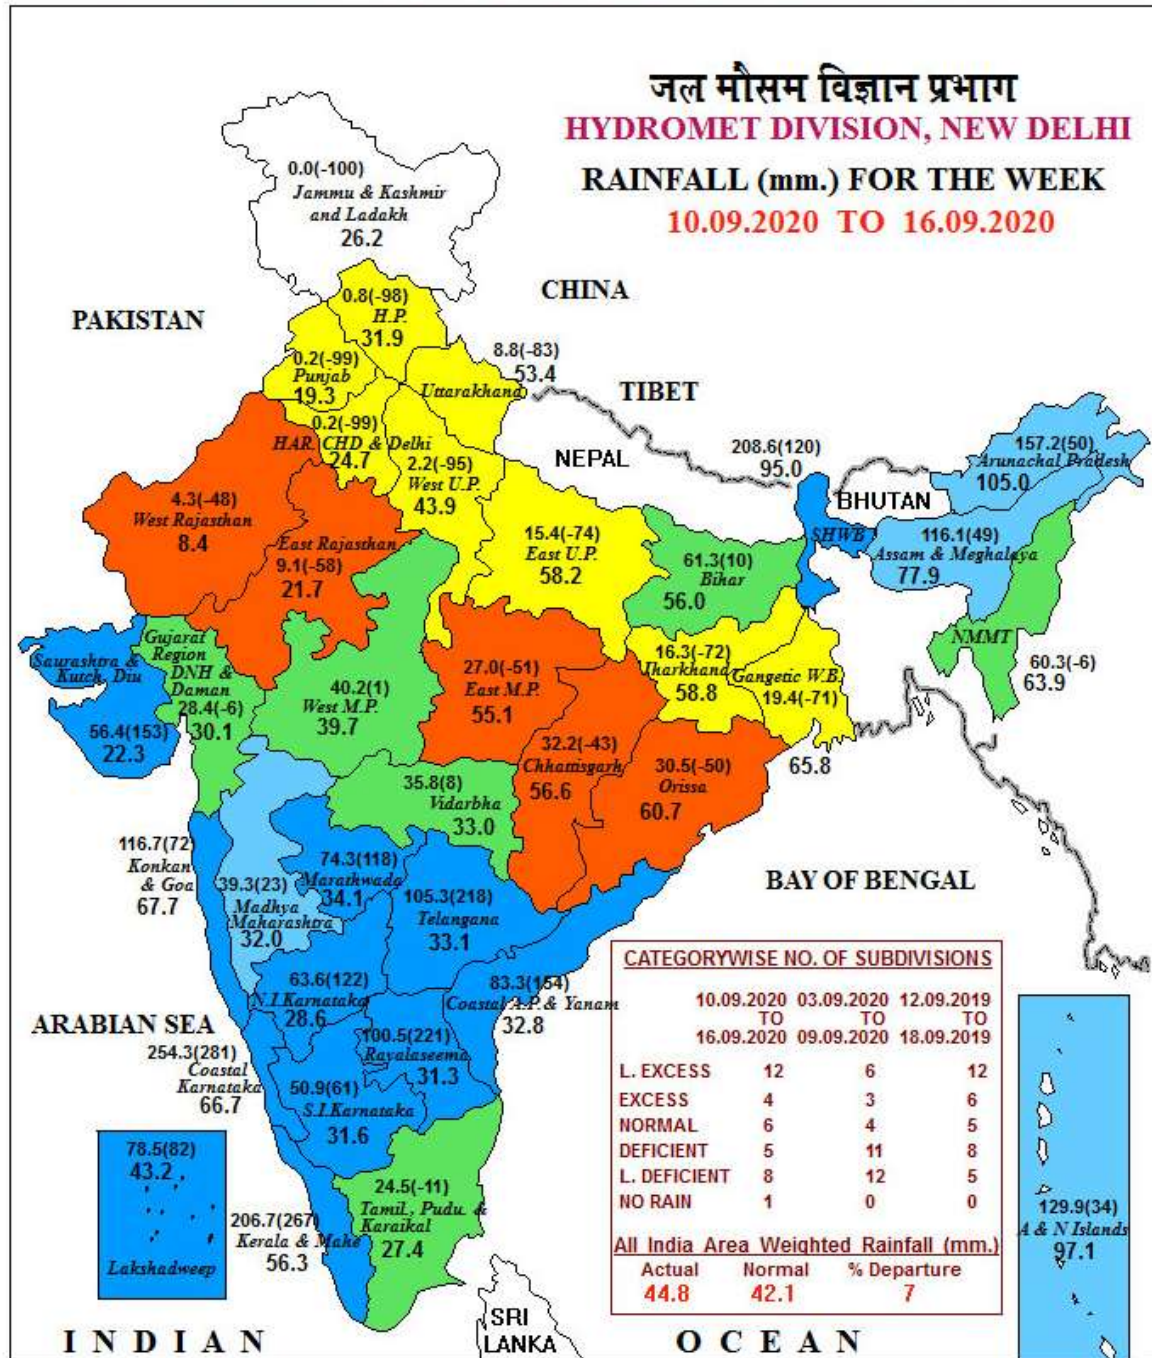 जल मौसम विज्ञान प्रभाग
HYDROMET DIVISION, NEW DELHI
RAINFALL (mm.) FOR THE WEEK
10.09.2020 TO 16.09.2020
0.0(-100)
Jammu & Kashmir
and Ladakh
26.2
CHINA
PAKISTAN
0.8(-98)
H.P.
31.9
0.2(-99)
Punjab
19.3
8.8(-83)
53.4
Uttarakhand
TIBET
0.2(-99)
HAR. CHD & Delhi
24.7
2.2(-95)
West U.P.
43.9
NEPAL
208.6(120)
95.0
BHUTAN
SHWB
157.2(50)
Arunachal Pradesh
105.0
116.1(49)
Assam & Meghalaya
77.9
4.3(-48)
West Rajasthan
8.4
East Rajasthan
9.1(-58)
21.7
15.4(-74)
East U.P.
58.2
61.3(10)
Bihar
56.0
NMMT
60.3(-6)
63.9
Saurashtra &
Kutch, Diu
56.4(153)
22.3
Gujarat
Region
DNH &
Daman
28.4(-6)
30.1
40.2(1)
West M.P.
39.7
27.0(-51)
East M.P.
55.1
16.3(-72)
Jharkhand
58.8
Gangetic W.B.
19.4(-71)
65.8
32.2(-43)
Chhattisgarh
56.6
30.5(-50)
Orissa
60.7
35.8(8)
Vidarbha
33.0
116.7(72)
Konkan
& Goa
67.7
39.3(23)
Madhya
Maharashtra
32.0
74.3(118)
Marathwada
34.1
105.3(218)
Telangana
33.1
BAY OF BENGAL
63.6(122)
N.I.Karnataka
28.6
83.3(154)
Coastal A.P.& Yanam
32.8
ARABIAN SEA
254.3(281)
Coastal
Karnataka
66.7
100.5(221)
Rayalaseema
31.3
50.9(61)
S.I.Karnataka
31.6
78.5(82)
43.2
Lakshadweep
24.5(-11)
Tamil., Pudu. &
Karaikal
27.4
206.7(267)
Kerala & Mahe
56.3
CATEGORYWISE NO. OF SUBDIVISIONS
10.09.2020 03.09.2020 12.09.2019
TO TO TO
16.09.2020 09.09.2020 18.09.2019
L. EXCESS 12 6 12
EXCESS 4 3 6
NORMAL 6 4 5
DEFICIENT 5 11 8
L. DEFICIENT 8 12 5
NO RAIN 1 0 0
All India Area Weighted Rainfall (mm.)
Actual Normal % Departure
44.8 42.1 7
129.9(34)
A & N Islands
97.1
SRI
LANKA
INDIAN OCEAN